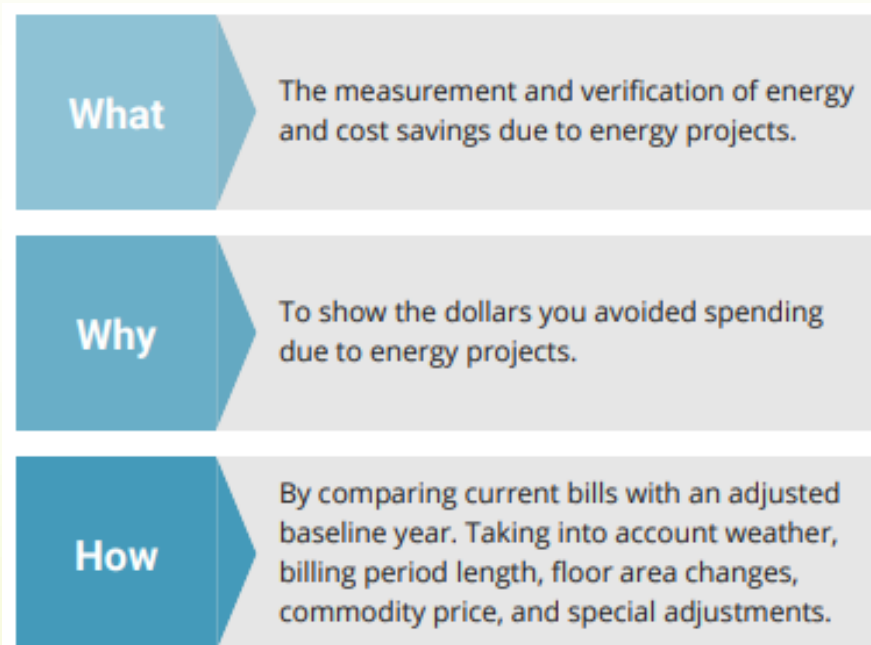 What
The measurement and verification of energy
and cost savings due to energy projects.
Why
To show the dollars you avoided spending
due to energy projects.
How
By comparing current bills with an adjusted
baseline year. Taking into account weather,
billing period length, floor area changes,
commodity price, and special adjustments.